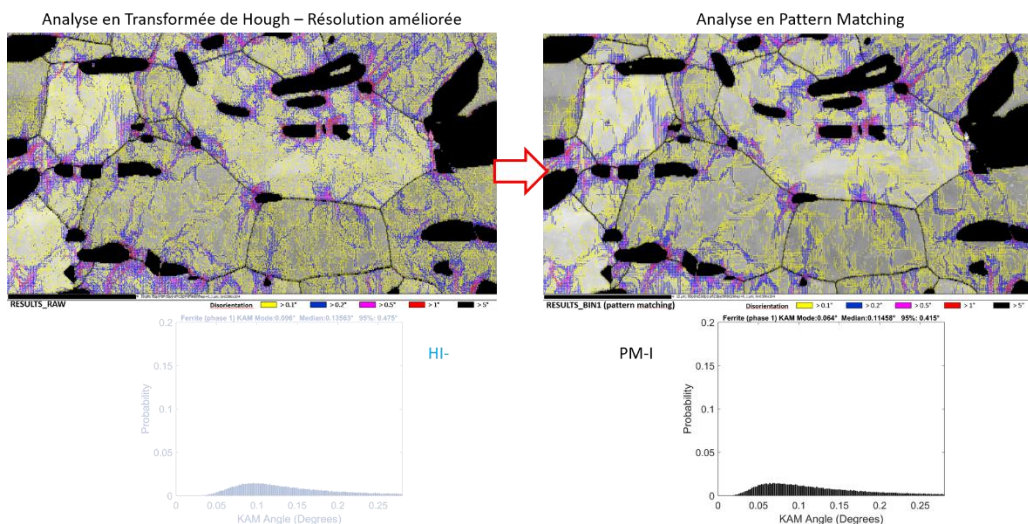 Analyse en Transformée de Hough – Résolution améliorée
Analyse en Pattern Matching
RESULTS_RAW
Disorientation > 0.1° > 0.2° > 0.5° > 1° > 5°
RESULTS_BIN1 (pattern matching)
Disorientation > 0.1° > 0.2° > 0.5° > 1° > 5°
Ferrite (phase 1) KAM Mode:0.096° Median:0.13563° 95%: 0.475°
0.2
0.15
0.1
0.05
0
Probability
0 0.05 0.1 0.15 0.2 0.25
KAM Angle (Degrees)
HI-
PM-I
Ferrite (phase 1) KAM Mode:0.064° Median:0.11458° 95%: 0.415°
0.2
0.15
0.1
0.05
0
Probability
0 0.05 0.1 0.15 0.2 0.25
KAM Angle (Degrees)